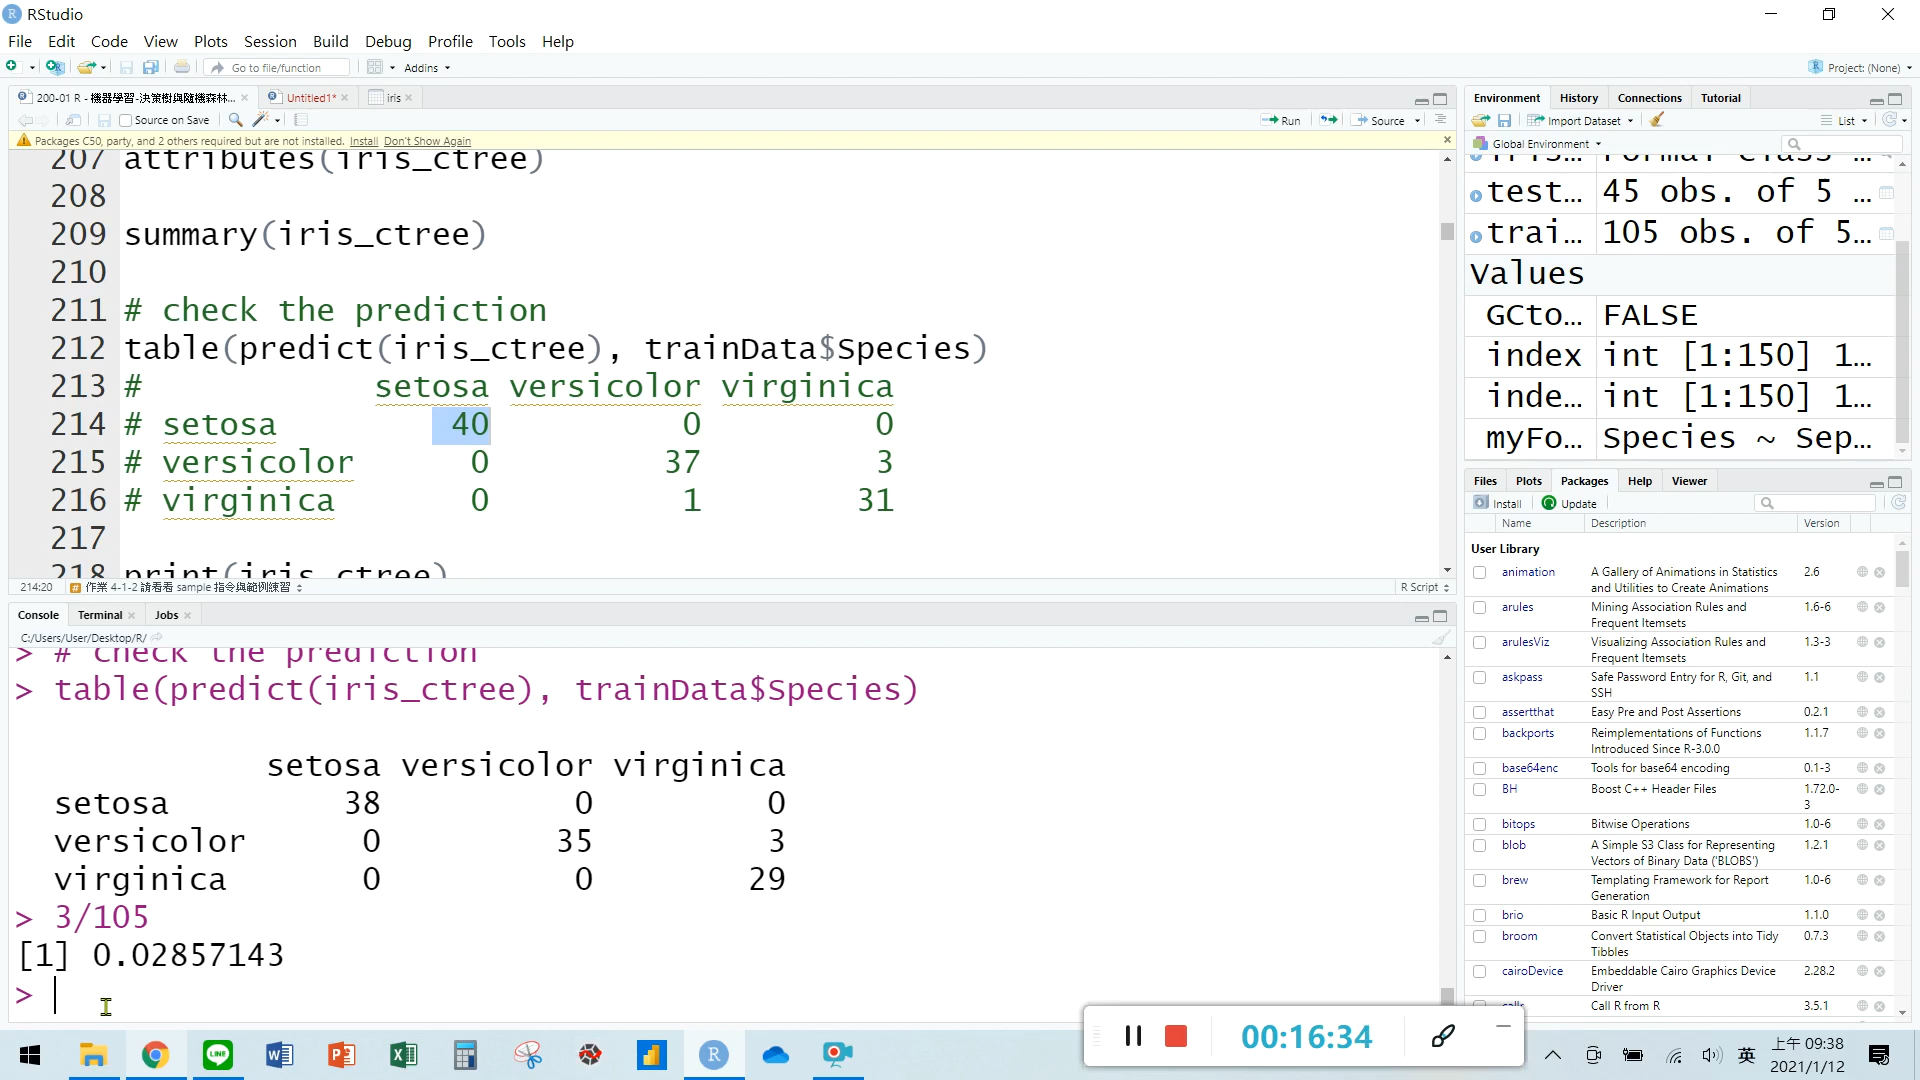 RStudio
File Edit Code View Plots Session Build Debug Profile Tools Help
Go to file/function Addins Project: (None)
200-01 R - 機器學習-決策樹與隨機森林... Untitled1* iris
Source on Save Run Source
Packages C50, party, and 2 others required but are not installed. Install Don't Show Again
207 attributes(iris_ctree)
208
209 summary(iris_ctree)
210
211 # check the prediction
212 table(predict(iris_ctree), trainData$Species)
213 # setosa versicolor virginica
214 # setosa 40 0 0
215 # versicolor 0 37 3
216 # virginica 0 1 31
217
218 print(iris_ctree)
214:20 作業 4-1-2 請看看 sample 指令與範例練習 R Script
Console Terminal Jobs
C:/Users/User/Desktop/R/
> # check the prediction
> table(predict(iris_ctree), trainData$Species)
setosa versicolor virginica
setosa 38 0 0
versicolor 0 35 3
virginica 0 0 29
> 3/105
[1] 0.02857143
>
Environment History Connections Tutorial
Import Dataset List
Global Environment
test... 45 obs. of 5 ...
trai... 105 obs. of 5...
Values
GCto... FALSE
index int [1:150] 1...
inde... int [1:150] 1...
myFo... Species ~ Sep...
Files Plots Packages Help Viewer
Install Update
Name Description Version
User Library
animation A Gallery of Animations in Statistics 2.6
and Utilities to Create Animations
arules Mining Association Rules and 1.6-6
Frequent Itemsets
arulesViz Visualizing Association Rules and 1.3-3
Frequent Itemsets
askpass Safe Password Entry for R, Git, and 1.1
SSH
assertthat Easy Pre and Post Assertions 0.2.1
backports Reimplementations of Functions 1.1.7
Introduced Since R-3.0.0
base64enc Tools for base64 encoding 0.1-3
BH Boost C++ Header Files 1.72.0-
3
bitops Bitwise Operations 1.0-6
blob A Simple S3 Class for Representing 1.2.1
Vectors of Binary Data ('BLOBS')
brew Templating Framework for Report 1.0-6
Generation
brio Basic R Input Output 1.1.0
broom Convert Statistical Objects into Tidy 0.7.3
Tibbles
cairoDevice Embeddable Cairo Graphics Device 2.28.2
Driver
callr Call R from R 3.5.1
00:16:34
英 上午 09:38
2021/1/12